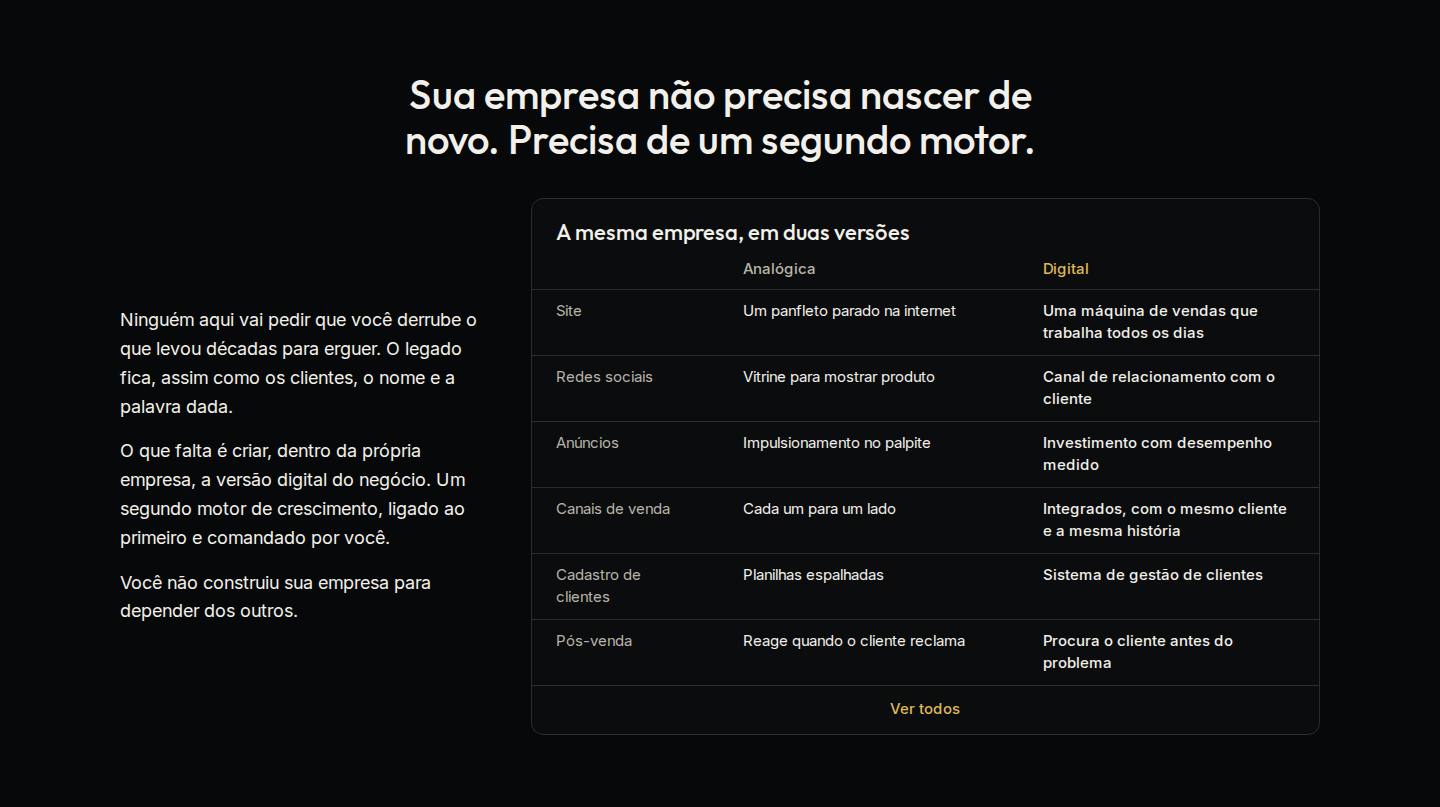 Sua empresa não precisa nascer de
novo. Precisa de um segundo motor.
Ninguém aqui vai pedir que você derrube o
que levou décadas para erguer. O legado
fica, assim como os clientes, o nome e a
palavra dada.
O que falta é criar, dentro da própria
empresa, a versão digital do negócio. Um
segundo motor de crescimento, ligado ao
primeiro e comandado por você.
Você não construiu sua empresa para
depender dos outros.
A mesma empresa, em duas versões
Analógica Digital
Site Um panfleto parado na internet Uma máquina de vendas que
trabalha todos os dias
Redes sociais Vitrine para mostrar produto Canal de relacionamento com o
cliente
Anúncios Impulsionamento no palpite Investimento com desempenho
medido
Canais de venda Cada um para um lado Integrados, com o mesmo cliente
e a mesma história
Cadastro de Planilhas espalhadas Sistema de gestão de clientes
clientes
Pós-venda Reage quando o cliente reclama Procura o cliente antes do
problema
Ver todos